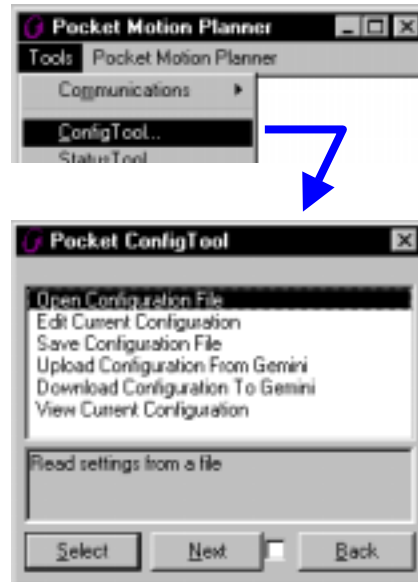 Pocket Motion Planner
Tools Pocket Motion Planner
Communications
ConfigTool...
StatusTool
Pocket ConfigTool
Open Configuration File
Edit Current Configuration
Save Configuration File
Upload Configuration From Gemini
Download Configuration To Gemini
View Current Configuration
Read settings from a file
Select Next Back